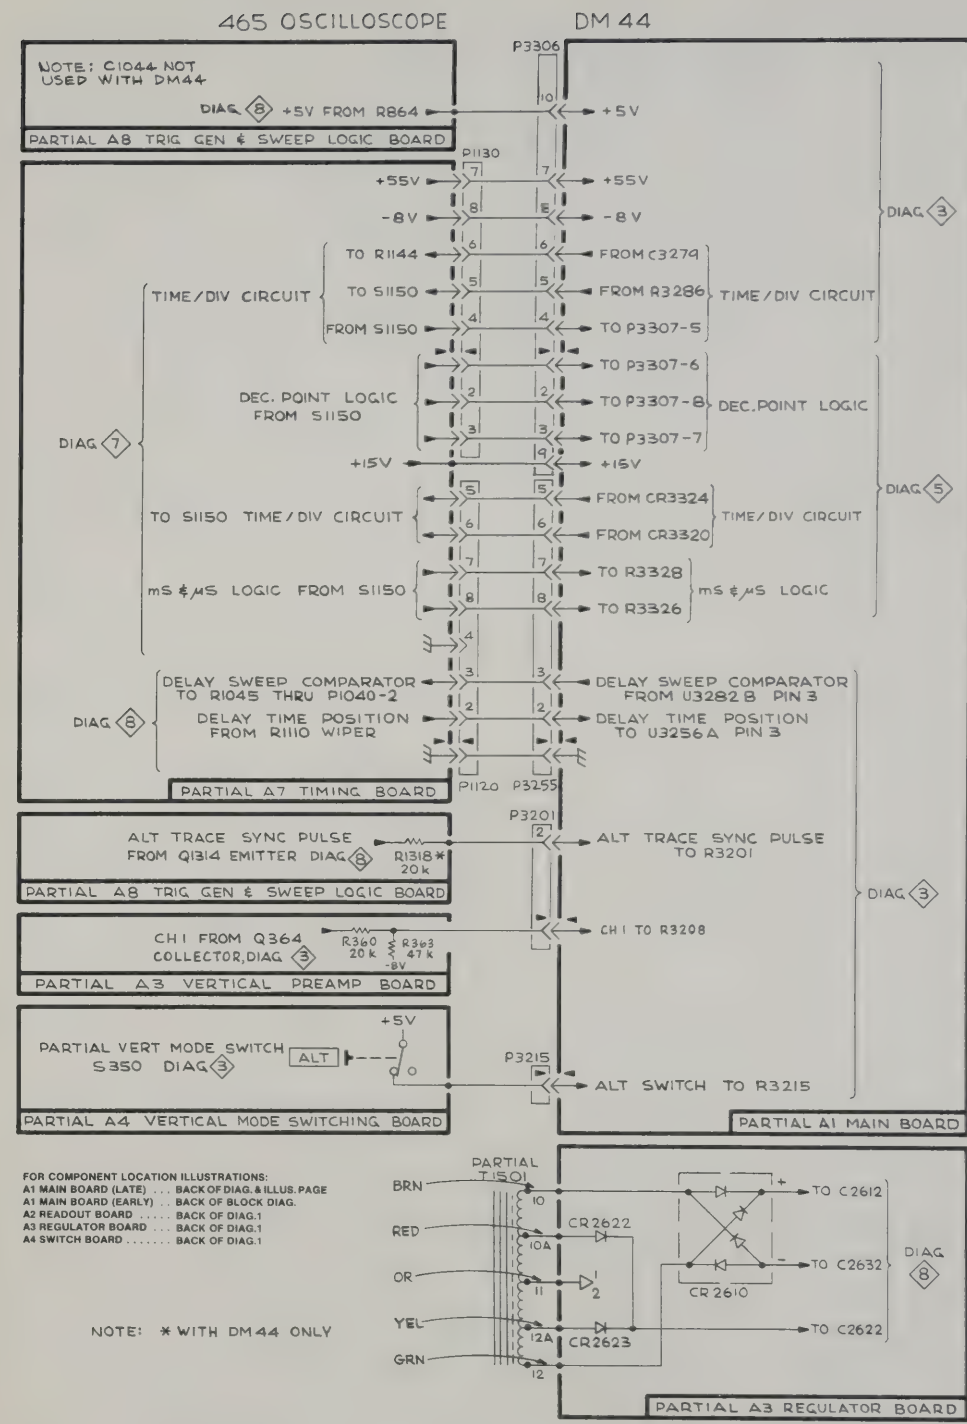 465 OSCILLOSCOPE
DM 44
P3306
NOTE: C1044 NOT
USED WITH DM44
DIAG 8 +5V FROM R864
10
+5V
PARTIAL A8 TRIG GEN & SWEEP LOGIC BOARD
P1130
+55V
7
7
+55V
-8V
8
-8V
DIAG 3
TO R1144
6
6
FROM C3279
TIME/DIV CIRCUIT
TO S1150
5
5
FROM R3286
TIME/DIV CIRCUIT
FROM S1150
4
4
TO P3307-5
TO P3307-6
DEC. POINT LOGIC
FROM S1150
2
2
TO P3307-8
DEC. POINT LOGIC
3
3
TO P3307-7
DIAG 7
+15V
9
+15V
DIAG 5
5
5
FROM CR3324
TO S1150 TIME/DIV CIRCUIT
TIME/DIV CIRCUIT
6
6
FROM CR3320
7
7
TO R3328
mS & μS LOGIC FROM S1150
mS & μS LOGIC
8
8
TO R3326
4
DELAY SWEEP COMPARATOR
TO R1045 THRU P1040-2
3
3
DELAY SWEEP COMPARATOR
FROM U3282B PIN 3
DIAG 8
DELAY TIME POSITION
FROM R1110 WIPER
2
2
DELAY TIME POSITION
TO U3256A PIN 3
PARTIAL A7 TIMING BOARD
P1120
P3255
P3201
ALT TRACE SYNC PULSE
FROM Q1314 EMITTER DIAG 8
R1318*
20k
2
ALT TRACE SYNC PULSE
TO R3201
PARTIAL A8 TRIG GEN & SWEEP LOGIC BOARD
DIAG 3
CH 1 FROM Q364
COLLECTOR, DIAG 3
R360
20k
R363
47k
-8V
CH 1 TO R3208
PARTIAL A3 VERTICAL PREAMP BOARD
+5V
PARTIAL VERT MODE SWITCH
S350 DIAG 3
ALT
P3215
ALT SWITCH TO R3215
PARTIAL A4 VERTICAL MODE SWITCHING BOARD
PARTIAL A1 MAIN BOARD
FOR COMPONENT LOCATION ILLUSTRATIONS:
A1 MAIN BOARD (LATE) ... BACK OF DIAG. & ILLUS. PAGE
A1 MAIN BOARD (EARLY) .. BACK OF BLOCK DIAG.
A2 READOUT BOARD ..... BACK OF DIAG.1
A3 REGULATOR BOARD ... BACK OF DIAG.1
A4 SWITCH BOARD ....... BACK OF DIAG.1
PARTIAL
T1501
BRN
10
+
TO C2612
RED
10A
CR2622
OR
11
1
2
-
TO C2632
DIAG 8
CR2610
NOTE: * WITH DM44 ONLY
YEL
12A
CR2623
TO C2622
GRN
12
PARTIAL A3 REGULATOR BOARD